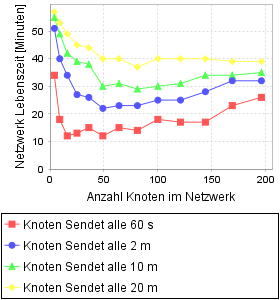 Netzwerk Lebenszeit [Minuten]
50
40
30
20
10
0
0
50
100
150
200
Anzahl Knoten im Netzwerk
Knoten Sendet alle 60 s
Knoten Sendet alle 2 m
Knoten Sendet alle 10 m
Knoten Sendet alle 20 m